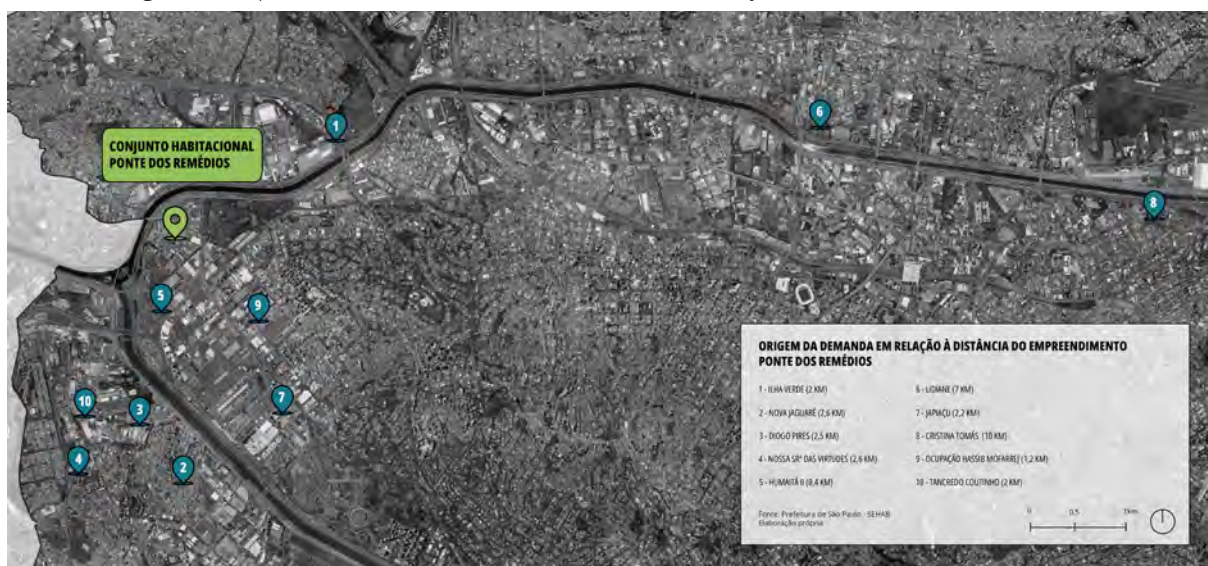 CONJUNTO HABITACIONAL
PONTE DOS REMÉDIOS
1
6
8
5
9
10
3
7
4
2
ORIGEM DA DEMANDA EM RELAÇÃO À DISTÂNCIA DO EMPREENDIMENTO
PONTE DOS REMÉDIOS
1 - ILHA VERDE (2 KM)
2 - NOVA JAGUARÉ (2,6 KM)
3 - DIOGO PIRES (2,5 KM)
4 - NOSSA SRª DAS VIRTUDES (2,6 KM)
5 - HUMAITÁ II (0,4 KM)
6 - LIDIANE (7 KM)
7 - JAPIAÇU (2,2 KM)
8 - CRISTINA TOMÁS (10 KM)
9 - OCUPAÇÃO HASSIB MOFARREJ (1,2 KM)
10 - TANCREDO COUTINHO (2 KM)
Fonte: Prefeitura de São Paulo - SEHAB
Elaboração própria
0 0,5 1km